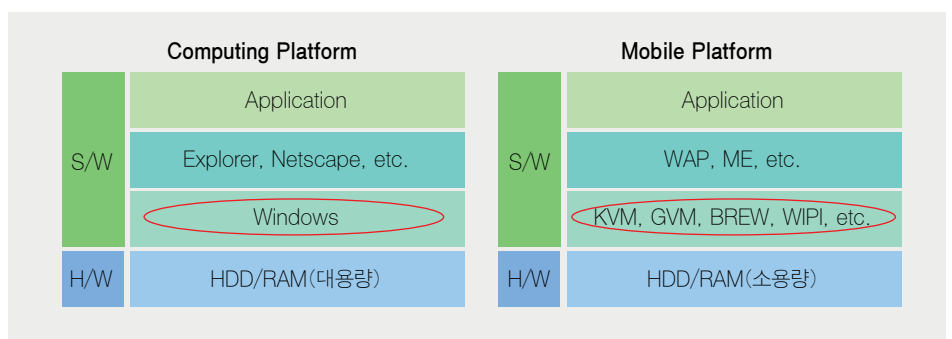 Computing Platform
S/W
Application
Explorer, Netscape, etc.
Windows
H/W
HDD/RAM(대용량)
Mobile Platform
S/W
Application
WAP, ME, etc.
KVM, GVM, BREW, WIPI, etc.
H/W
HDD/RAM(소용량)